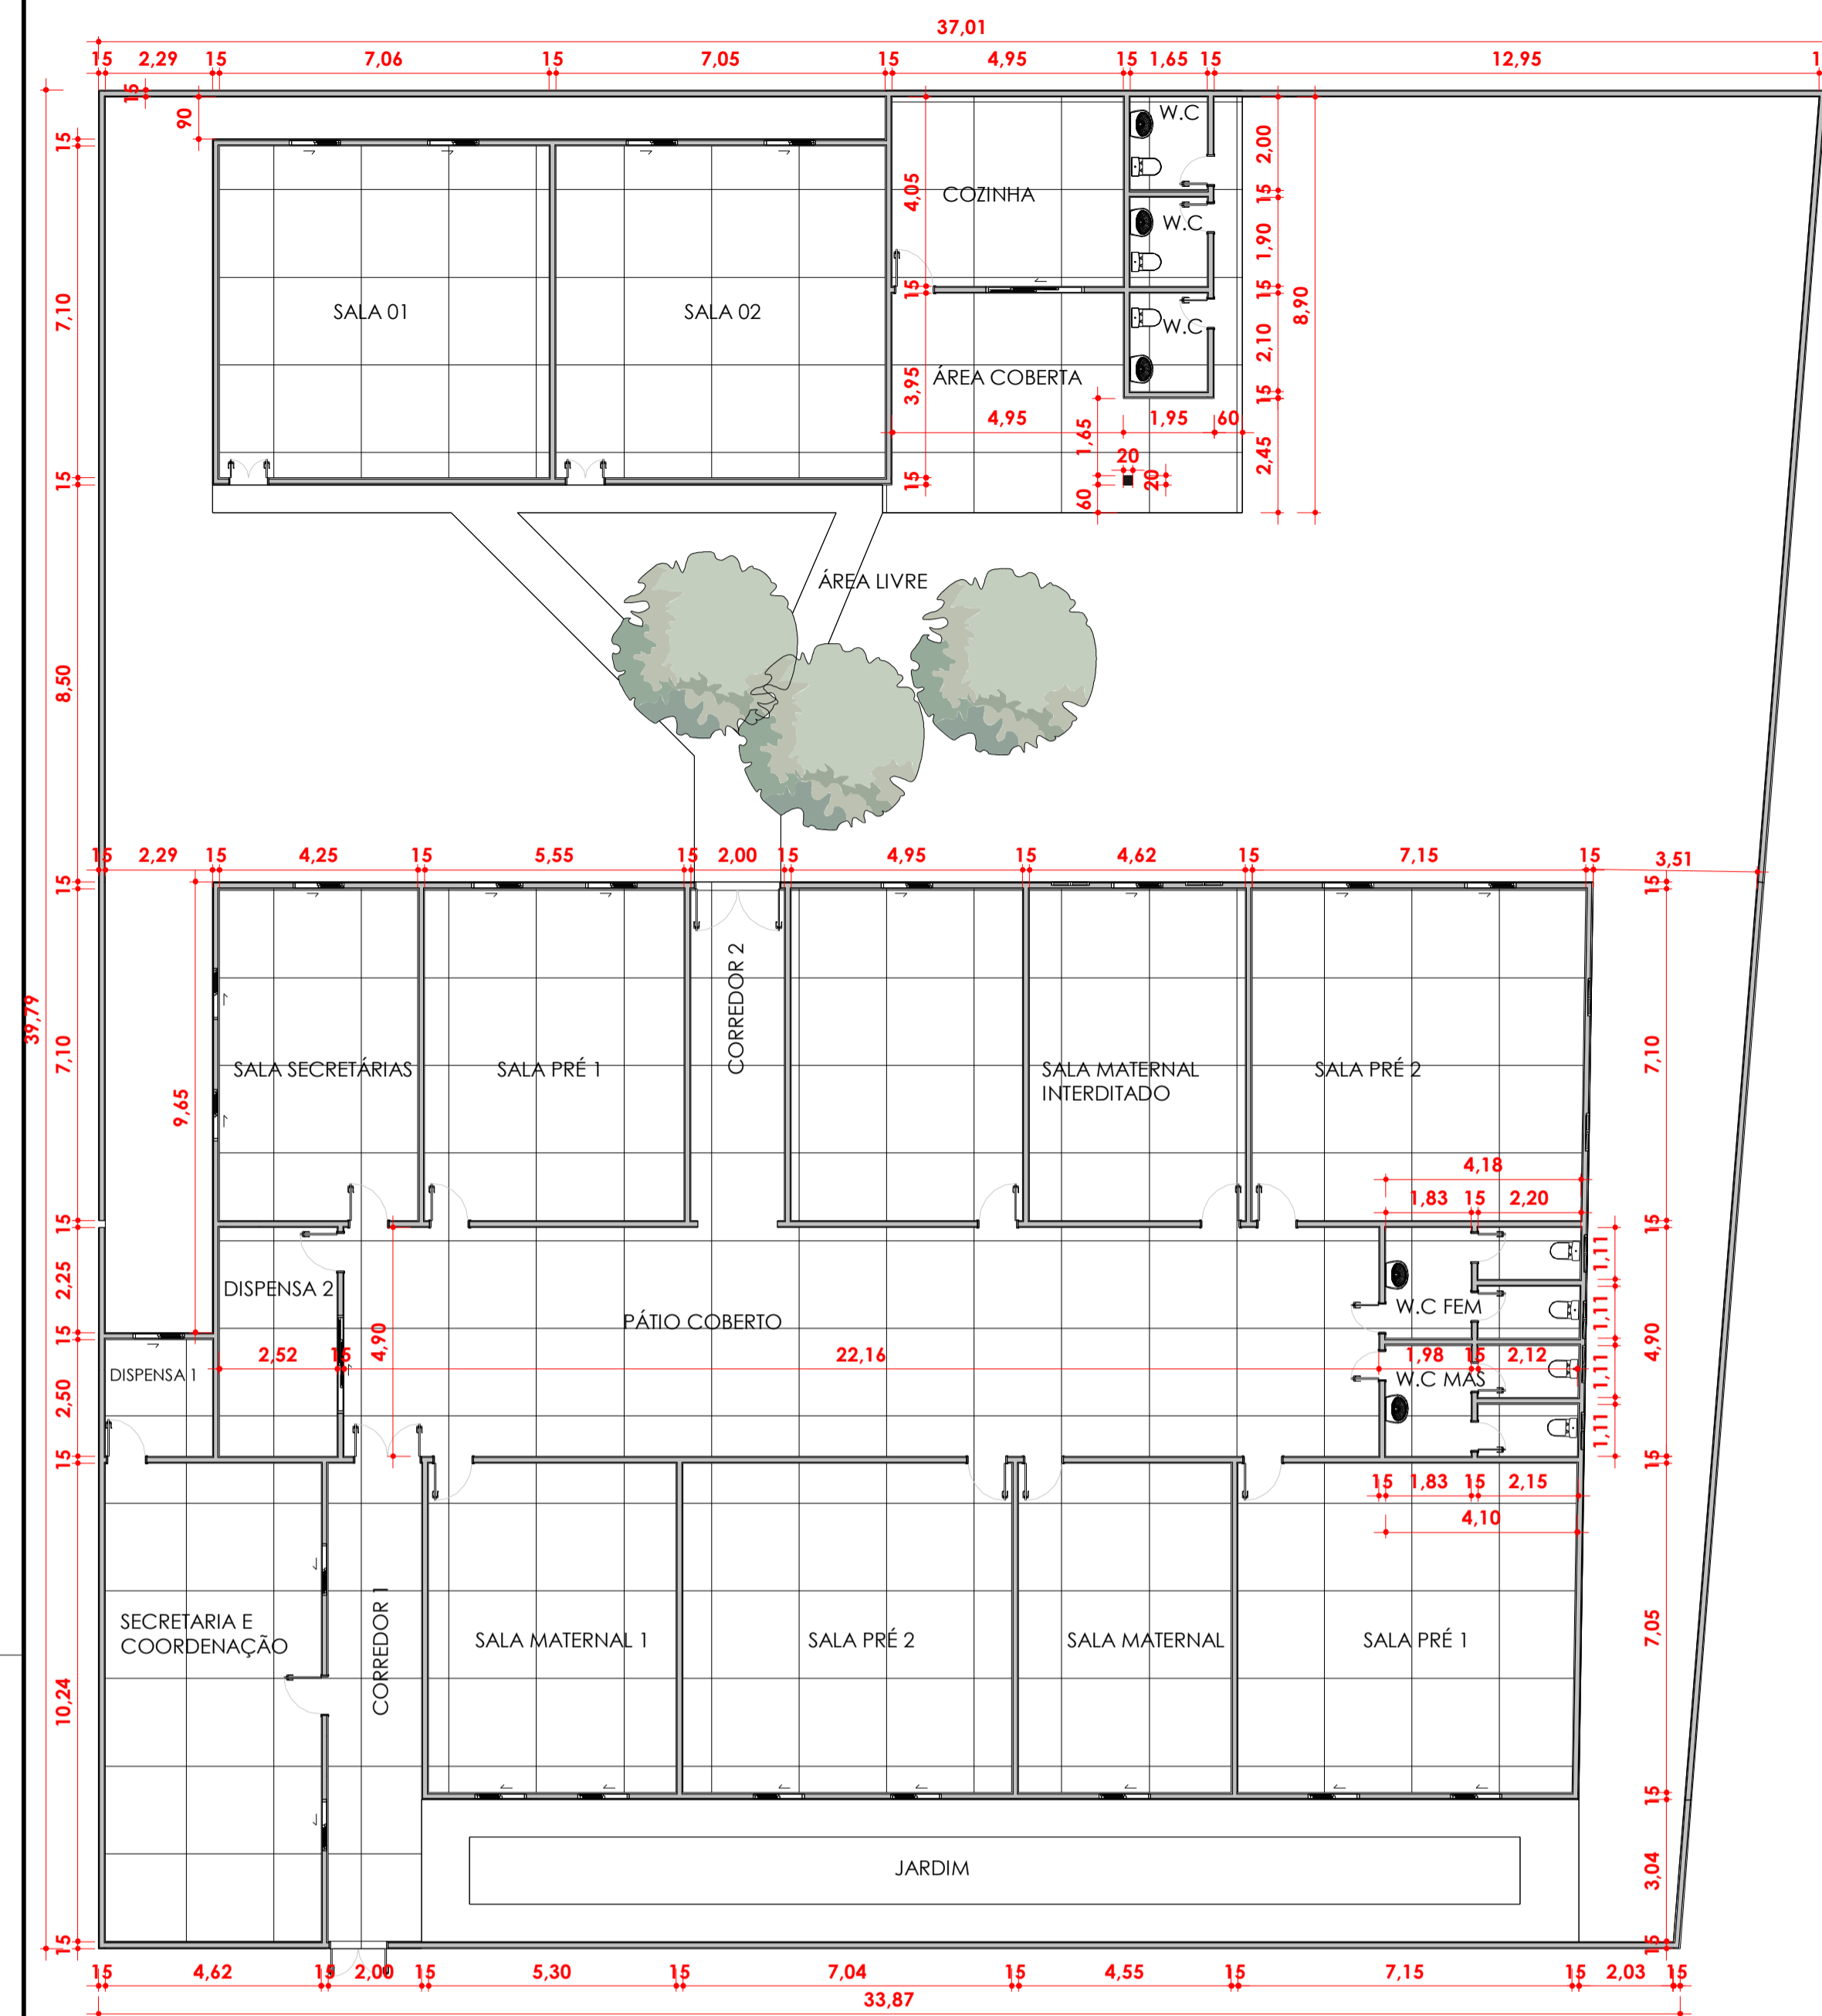 37,01
15 2,29 15 7,06 15 7,05 15 4,95 15 1,65 15 12,95 1
15
90
15
W.C
2,00
4,05
COZINHA
15
W.C
1,90
7,10
SALA 01
SALA 02
15
15
8,90
W.C
2,10
ÁREA COBERTA
3,95
15
4,95 1,95 60
1,65
20
2,45
15
15
20
60
ÁREA LIVRE
8,50
15 2,29 15 4,25 15 5,55 15 2,00 15 4,95 15 4,62 15 7,15 15 3,51
15
15
CORREDOR 2
39,79
7,10
9,65
SALA SECRETÁRIAS
SALA PRÉ 1
SALA MATERNAL
INTERDITADO
SALA PRÉ 2
7,10
4,18
1,83 15 2,20
15
15
1,11
2,25
DISPENSA 2
PÁTIO COBERTO
W.C FEM
1,11
15
4,90
4,90
2,52 15
22,16
1,98 15 2,12
DISPENSA 1
W.C MAS
1,11
2,50
1,11
15
15
15 1,83 15 2,15
4,10
SECRETARIA E
COORDENAÇÃO
CORREDOR 1
SALA MATERNAL 1
SALA PRÉ 2
SALA MATERNAL
SALA PRÉ 1
7,05
10,24
15
JARDIM
3,04
15
15
15 4,62 15 2,00 15 5,30 15 7,04 15 4,55 15 7,15 15 2,03 15
33,87